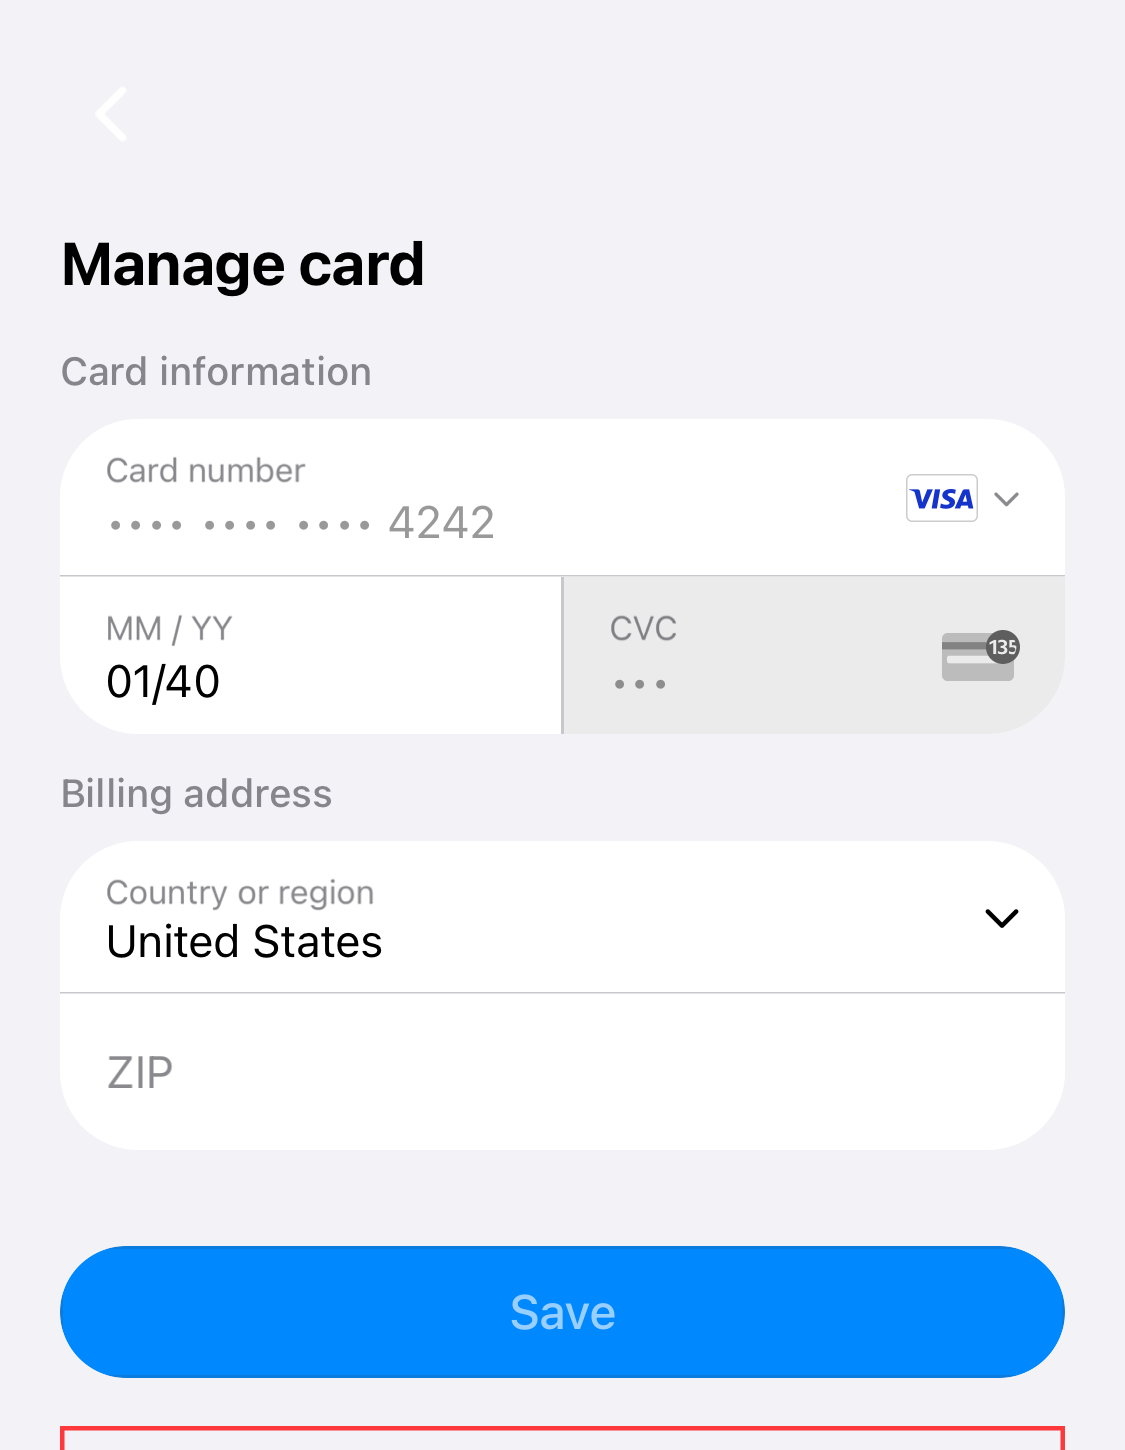 Manage card
Card information
Card number
•••• •••• •••• 4242
VISA
MM / YY
01/40
CVC
•••
135
Billing address
Country or region
United States
ZIP
Save